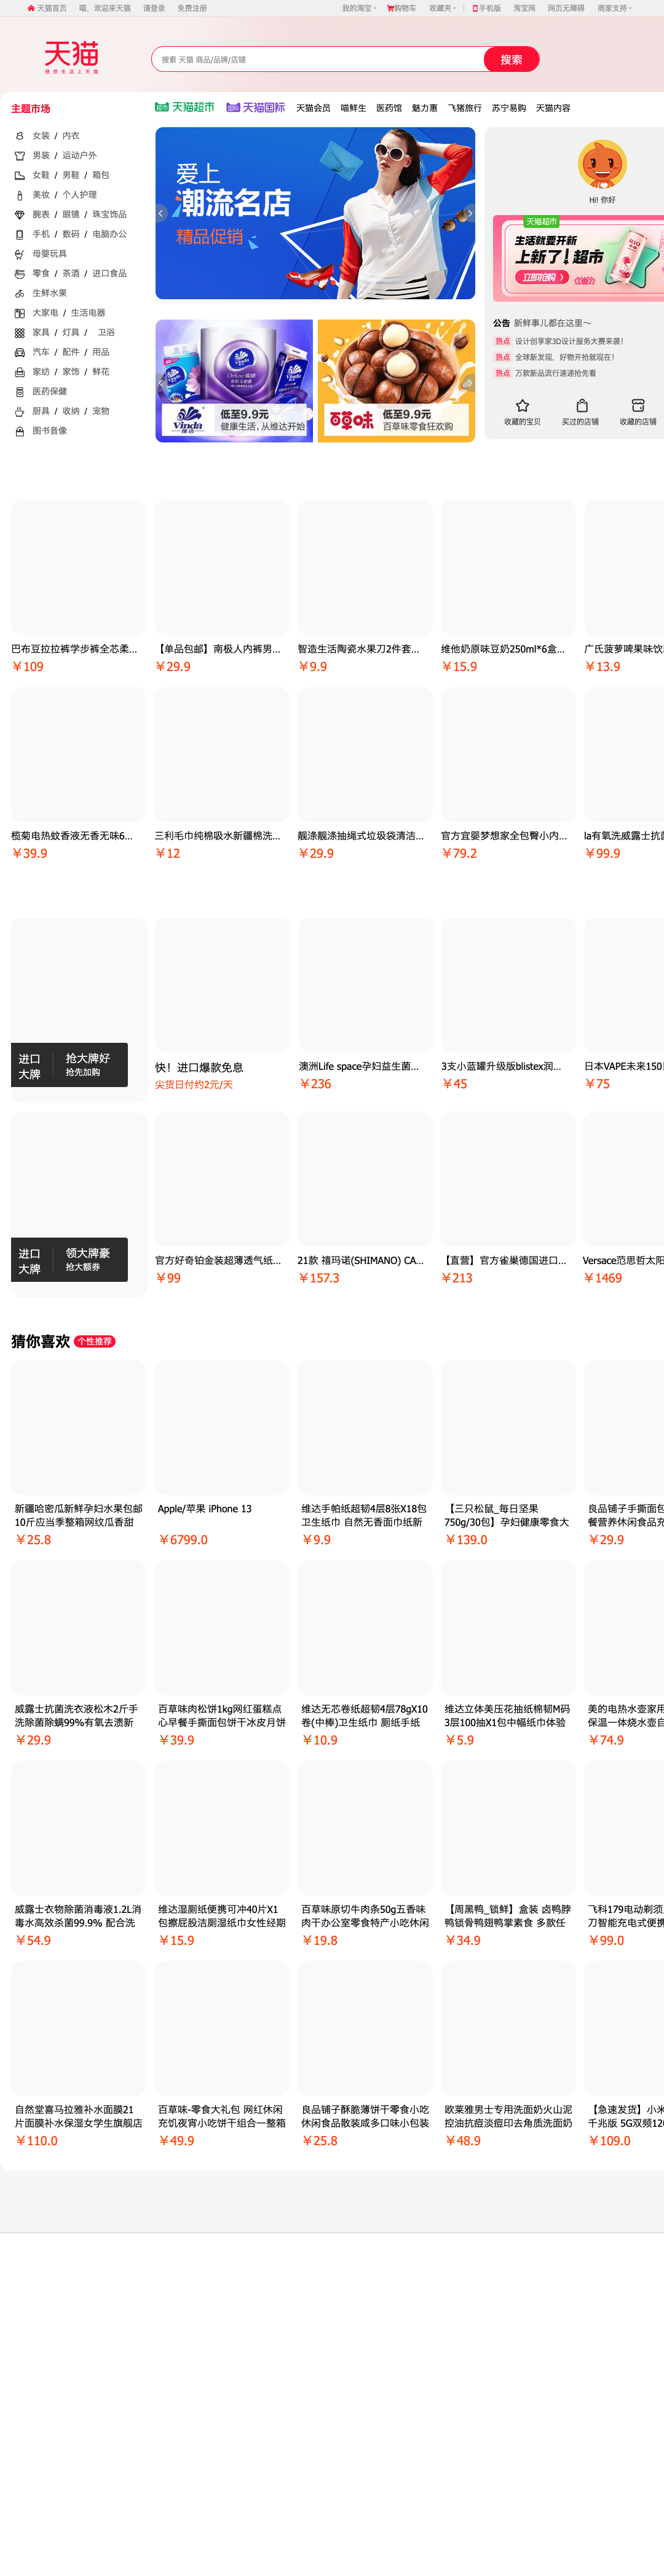 天猫首页 喵，欢迎来天猫 请登录 免费注册 我的淘宝 购物车 收藏夹 手机版 淘宝网 网页无障碍 商家支持
天猫
理想生活上天猫
搜索 天猫 商品/品牌/店铺
搜索
主题市场
天猫超市 天猫国际 天猫会员 喵鲜生 医药馆 魅力惠 飞猪旅行 苏宁易购 天猫内容
女装 / 内衣
男装 / 运动户外
女鞋 / 男鞋 / 箱包
美妆 / 个人护理
腕表 / 眼镜 / 珠宝饰品
手机 / 数码 / 电脑办公
母婴玩具
零食 / 茶酒 / 进口食品
生鲜水果
大家电 / 生活电器
家具 / 灯具 / 卫浴
汽车 / 配件 / 用品
家纺 / 家饰 / 鲜花
医药保健
厨具 / 收纳 / 宠物
图书音像
爱上
潮流名店
精品促销
Vinda
维达
低至9.9元
健康生活，从维达开始
百草味
低至9.9元
百草味零食狂欢购
Hi! 你好
天猫超市
生活就要开新
上新了！超市
立即抢购
RIO
公告 新鲜事儿都在这里～
热点 设计创享家3D设计服务大赛来袭！
热点 全球新发现，好物开抢就现在！
热点 万款新品流行速递抢先看
收藏的宝贝 买过的店铺 收藏的店铺
巴布豆拉拉裤学步裤全芯柔... 【单品包邮】南极人内裤男... 智造生活陶瓷水果刀2件套... 维他奶原味豆奶250ml*6盒... 广氏菠萝啤果味饮
￥109 ￥29.9 ￥9.9 ￥15.9 ￥13.9
榄菊电热蚊香液无香无味6... 三利毛巾纯棉吸水新疆棉洗... 靓涤靓涤抽绳式垃圾袋清洁... 官方宜婴梦想家全包臀小内... la有氧洗威露士抗菌
￥39.9 ￥12 ￥29.9 ￥79.2 ￥99.9
进口
大牌
抢大牌好
抢先加购
快！进口爆款免息
尖货日付约2元/天
澳洲Life space孕妇益生菌... 3支小蓝罐升级版blistex润... 日本VAPE未来150
￥236 ￥45 ￥75
进口
大牌
领大牌豪
抢大额券
官方好奇铂金装超薄透气纸... 21款 禧玛诺(SHIMANO) CA... 【直营】官方雀巢德国进口... Versace范思哲太阳
￥99 ￥157.3 ￥213 ￥1469
猜你喜欢 个性推荐
新疆哈密瓜新鲜孕妇水果包邮 Apple/苹果 iPhone 13 维达手帕纸超韧4层8张X18包 【三只松鼠_每日坚果 良品铺子手撕面包
10斤应当季整箱网纹瓜香甜 卫生纸巾 自然无香面巾纸新 750g/30包】孕妇健康零食大 餐营养休闲食品充
￥25.8 ￥6799.0 ￥9.9 ￥139.0 ￥29.9
威露士抗菌洗衣液松木2斤手 百草味肉松饼1kg网红蛋糕点 维达无芯卷纸超韧4层78gX10 维达立体美压花抽纸棉韧M码 美的电热水壶家用
洗除菌除螨99%有氧去渍新 心早餐手撕面包饼干冰皮月饼 卷(中棒)卫生纸巾 厕纸手纸 3层100抽X1包中幅纸巾体验 保温一体烧水壶自
￥29.9 ￥39.9 ￥10.9 ￥5.9 ￥74.9
威露士衣物除菌消毒液1.2L消 维达湿厕纸便携可冲40片X1 百草味原切牛肉条50g五香味 【周黑鸭_锁鲜】盒装 卤鸭脖 飞科179电动剃须
毒水高效杀菌99.9% 配合洗 包擦屁股洁厕湿纸巾女性经期 肉干办公室零食特产小吃休闲 鸭锁骨鸭翅鸭掌素食 多款任 刀智能充电式便携
￥54.9 ￥15.9 ￥19.8 ￥34.9 ￥99.0
自然堂喜马拉雅补水面膜21 百草味-零食大礼包 网红休闲 良品铺子酥脆薄饼干零食小吃 欧莱雅男士专用洗面奶火山泥 【急速发货】小米
片面膜补水保湿女学生旗舰店 充饥夜宵小吃饼干组合一整箱 休闲食品散装咸多口味小包装 控油抗痘淡痘印去角质洗面奶 千兆版 5G双频120
￥110.0 ￥49.9 ￥25.8 ￥48.9 ￥109.0